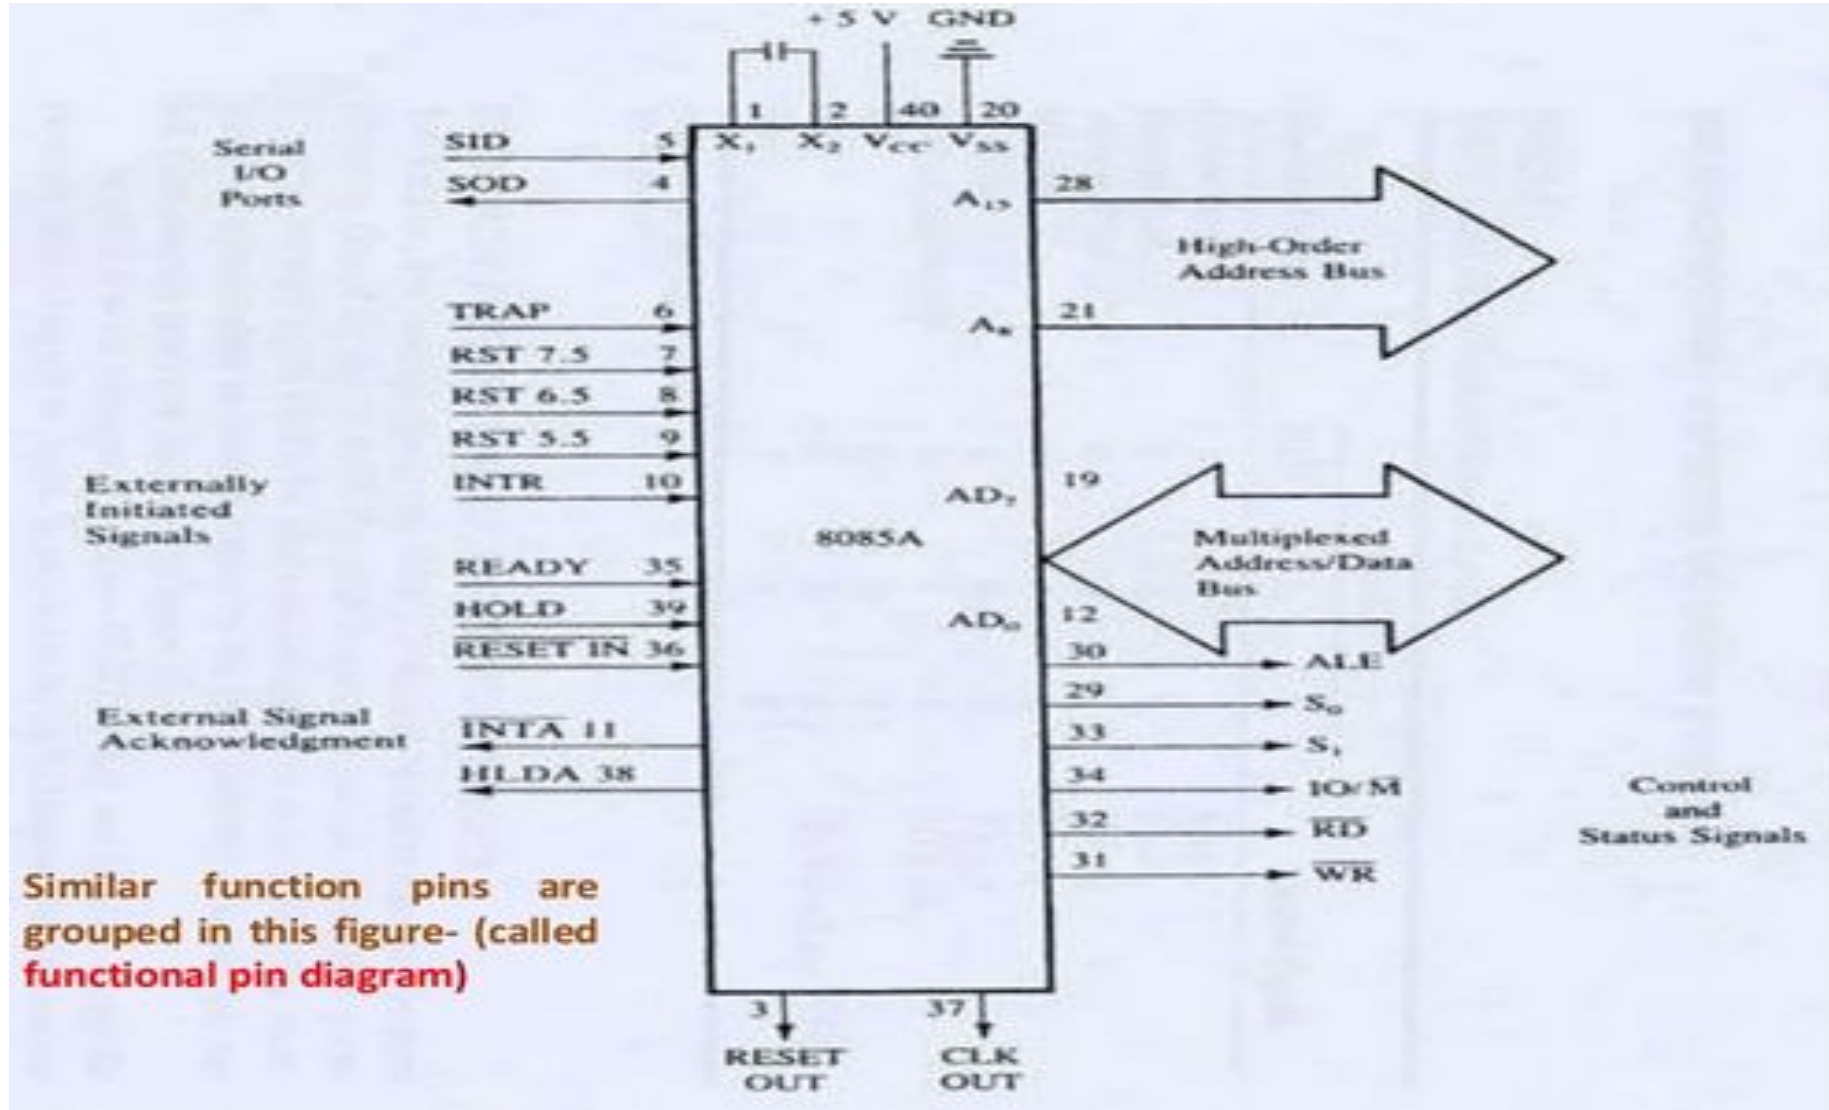 + 5 V GND
1 2 40 20
X₁ X₂ VCC VSS
Serial
I/O
Ports
SID 5
SOD 4
TRAP 6
RST 7.5 7
RST 6.5 8
RST 5.5 9
INTR 10
Externally
Initiated
Signals
READY 35
HOLD 39
RESET IN 36
External Signal
Acknowledgment
INTA 11
HLDA 38
8085A
A₁₅ 28
High-Order
Address Bus
A₈ 21
AD₇ 19
Multiplexed
Address/Data
Bus
AD₀ 12
30 ALE
29 S₀
33 S₁
34 IO/M
32 RD
31 WR
Control
and
Status Signals
Similar function pins are
grouped in this figure- (called
functional pin diagram)
3 37
RESET
OUT
CLK
OUT